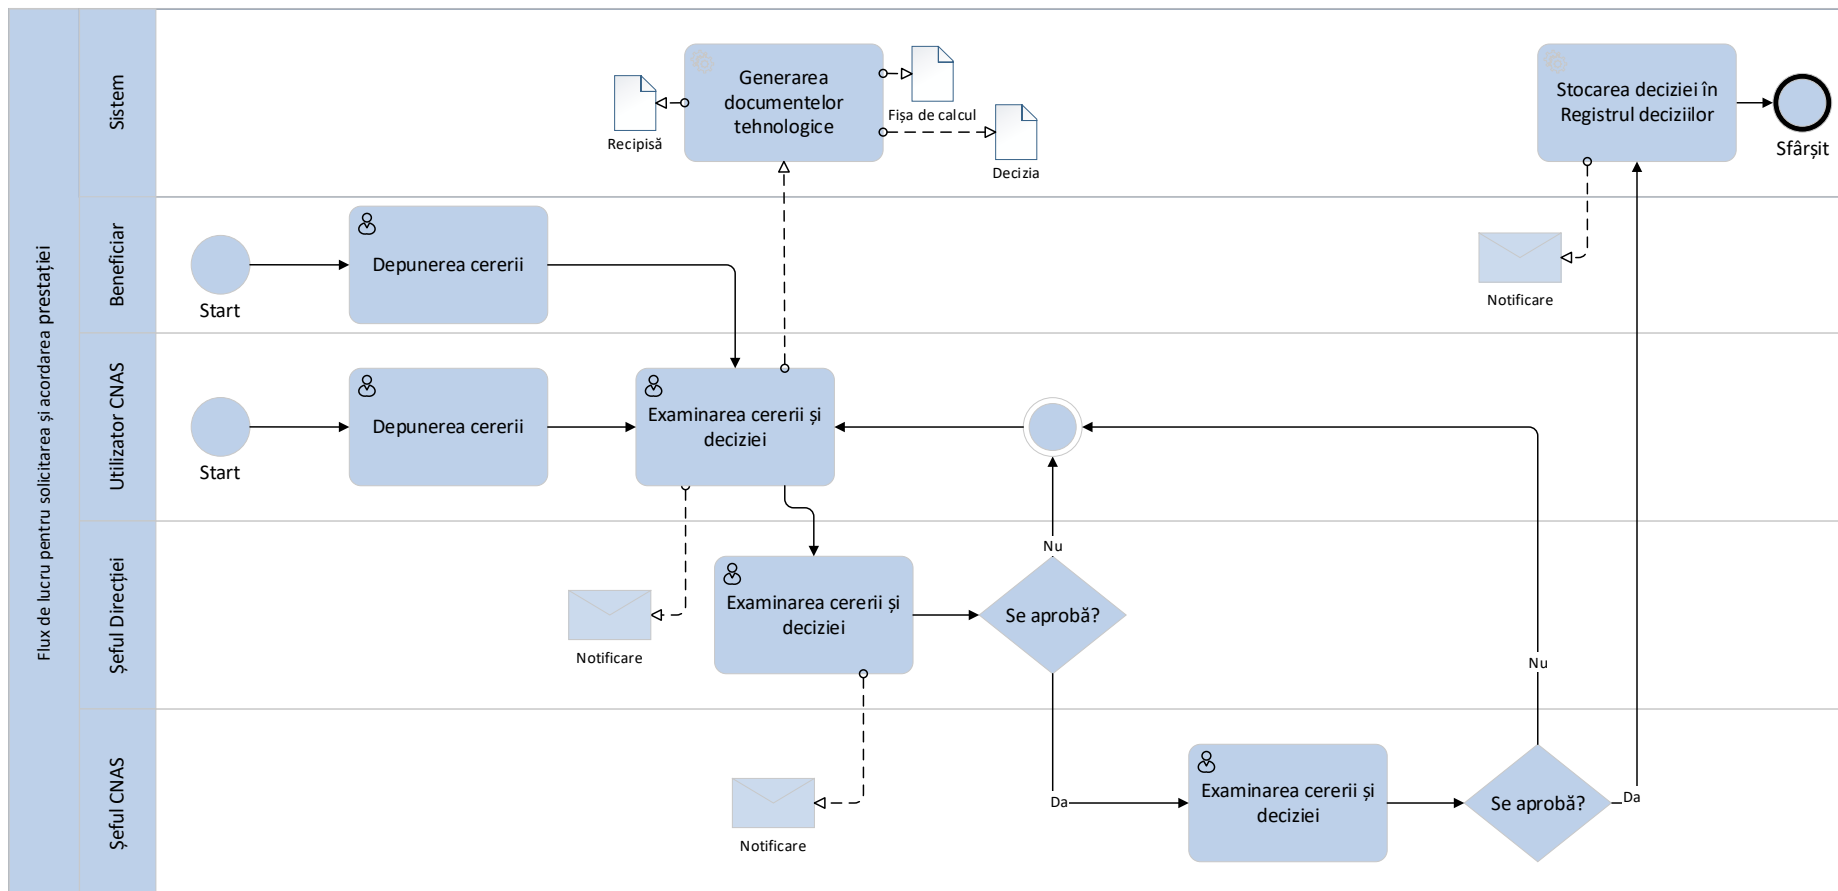 Flux de lucru pentru solicitarea și acordarea prestației
Sistem
Generarea
documentelor
tehnologice
Recipisă
Fișa de calcul
Decizia
Stocarea deciziei în
Registrul deciziilor
Sfârșit
Beneficiar
Start
Depunerea cererii
Notificare
Utilizator CNAS
Start
Depunerea cererii
Examinarea cererii și
deciziei
Șeful Direcției
Notificare
Examinarea cererii și
deciziei
Nu
Se aprobă?
Nu
Șeful CNAS
Notificare
Da
Examinarea cererii și
deciziei
Se aprobă?
Da